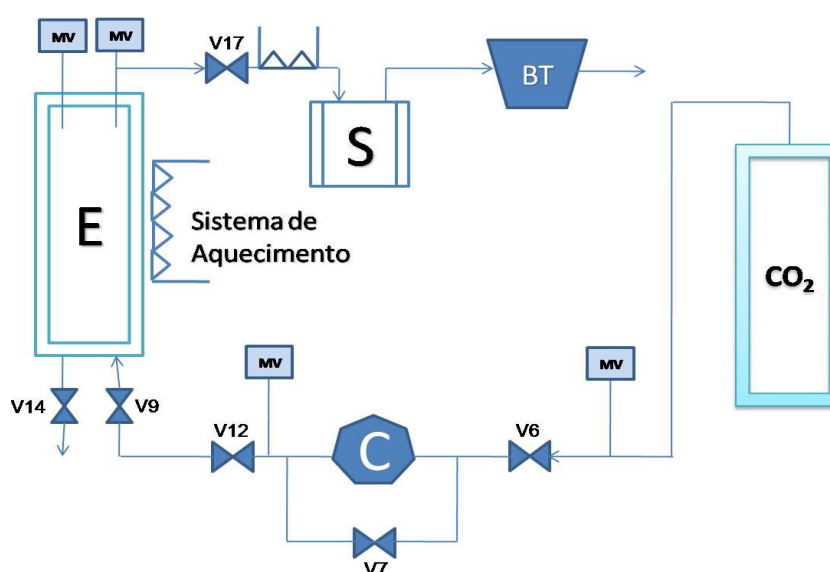 MV
MV
V17
BT
S
E
Sistema de
Aquecimento
CO₂
MV
MV
V14
V9
V12
C
V6
V7